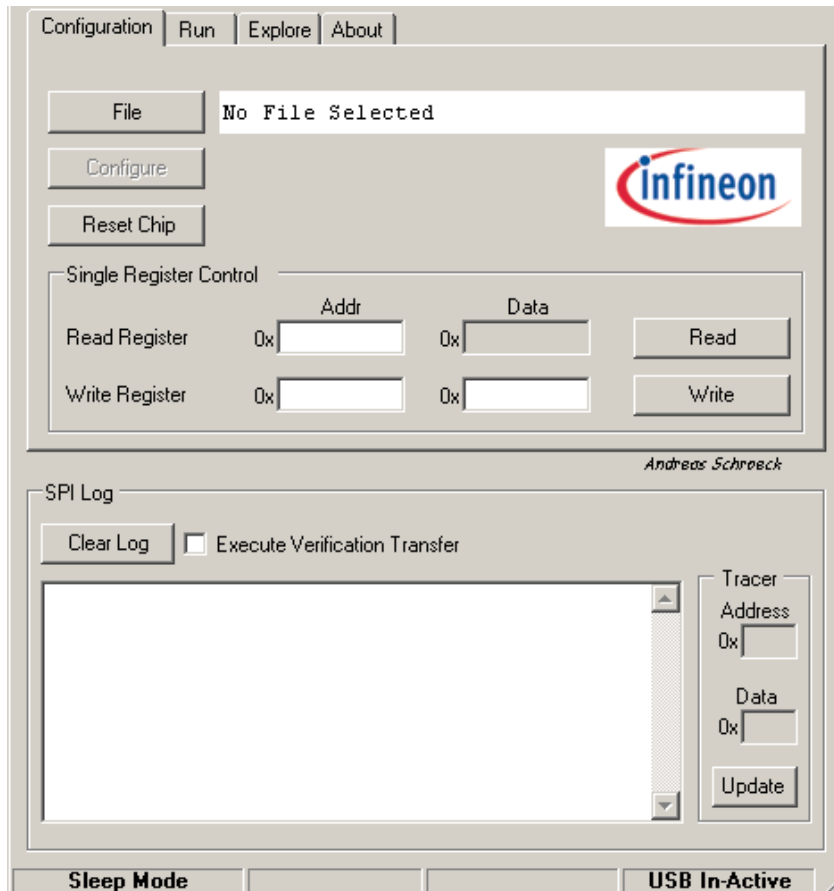 Configuration Run Explore About
File No File Selected
Configure
infineon
Reset Chip
Single Register Control
Addr Data
Read Register 0x 0x Read
Write Register 0x 0x Write
Andreas Schroeck
SPI Log
Clear Log Execute Verification Transfer
Tracer
Address
0x
Data
0x
Update
Sleep Mode USB In-Active